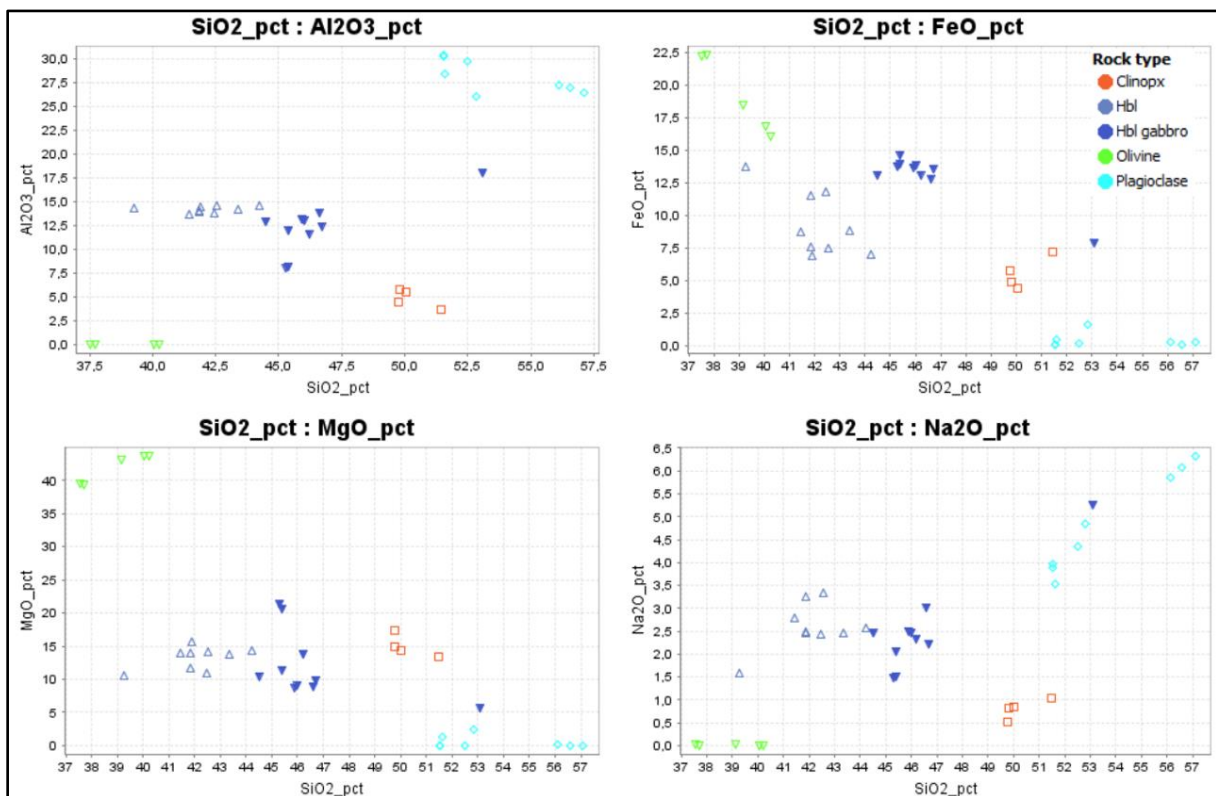 SiO2_pct : Al2O3_pct
30,0
27,5
25,0
22,5
20,0
17,5
15,0
12,5
10,0
7,5
5,0
2,5
0,0
Al2O3_pct
37,5 40,0 42,5 45,0 47,5 50,0 52,5 55,0 57,5
SiO2_pct
SiO2_pct : FeO_pct
22,5
20,0
17,5
15,0
12,5
10,0
7,5
5,0
2,5
0,0
FeO_pct
Rock type
Clinopx
Hbl
Hbl gabbro
Olivine
Plagioclase
38 39 40 41 42 43 44 45 46 47 48 49 50 51 52 53 54 55 56 57
SiO2_pct
SiO2_pct : MgO_pct
40
35
30
25
20
15
10
5
0
MgO_pct
37 38 39 40 41 42 43 44 45 46 47 48 49 50 51 52 53 54 55 56 57
SiO2_pct
SiO2_pct : Na2O_pct
6,5
6,0
5,5
5,0
4,5
4,0
3,5
3,0
2,5
2,0
1,5
1,0
0,5
0,0
Na2O_pct
37 38 39 40 41 42 43 44 45 46 47 48 49 50 51 52 53 54 55 56 57
SiO2_pct